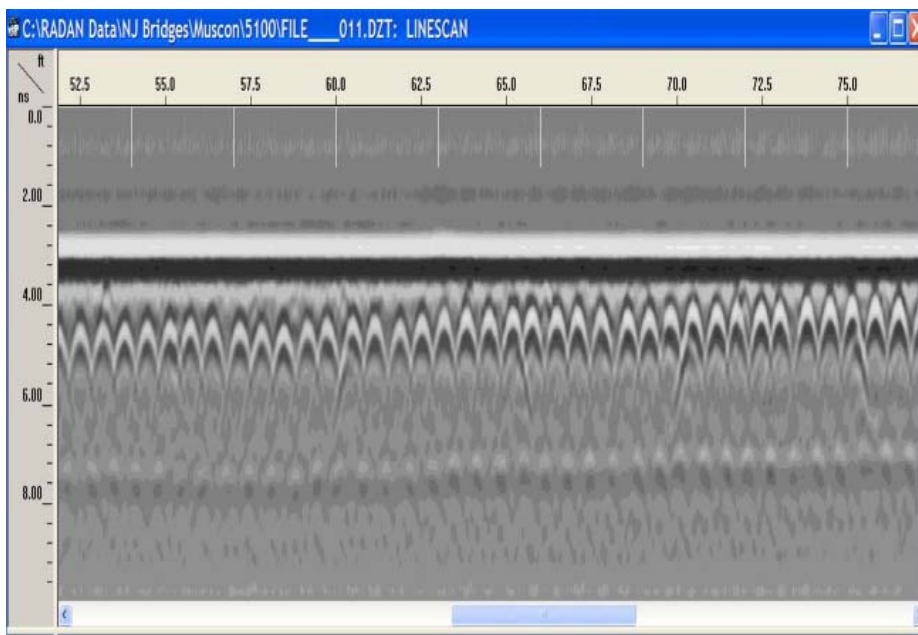 C:\RADAN Data\NJ Bridges\Muscon\5100\FILE___011.DZT: LINESCAN
ft
52.5 55.0 57.5 60.0 62.5 65.0 67.5 70.0 72.5 75.0
ns
0.0
2.00
4.00
6.00
8.00